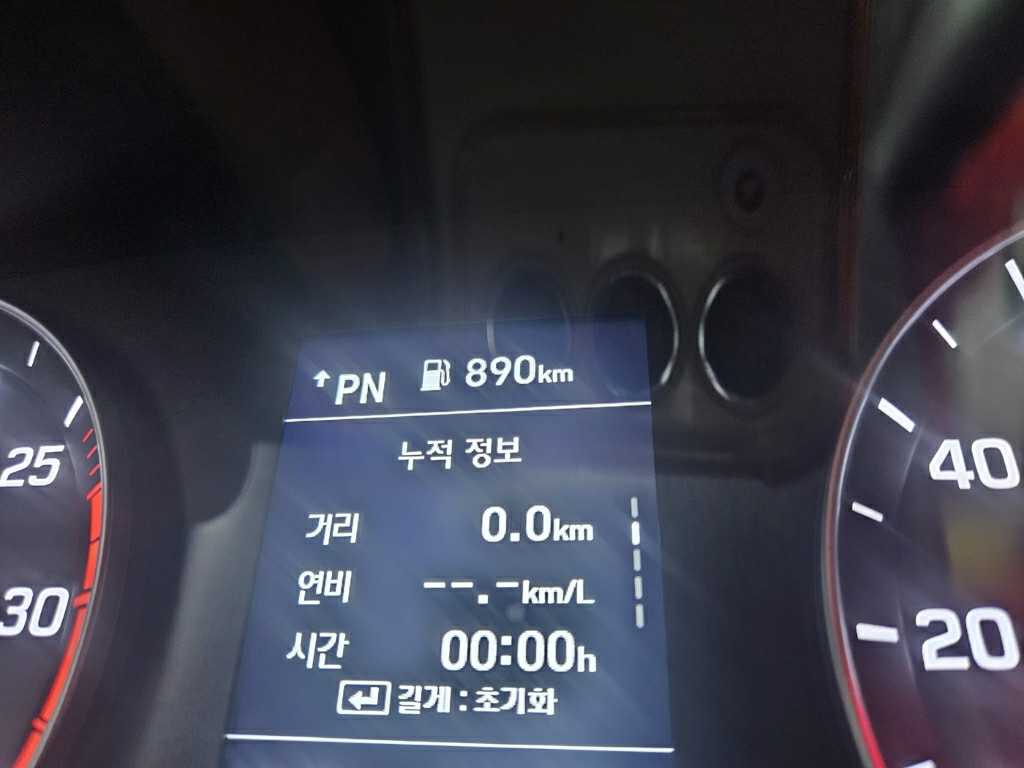 ↑PN 890km
누적 정보
거리 0.0km
연비 --.-km/L
시간 00:00h
길게 : 초기화
25
30
40
20